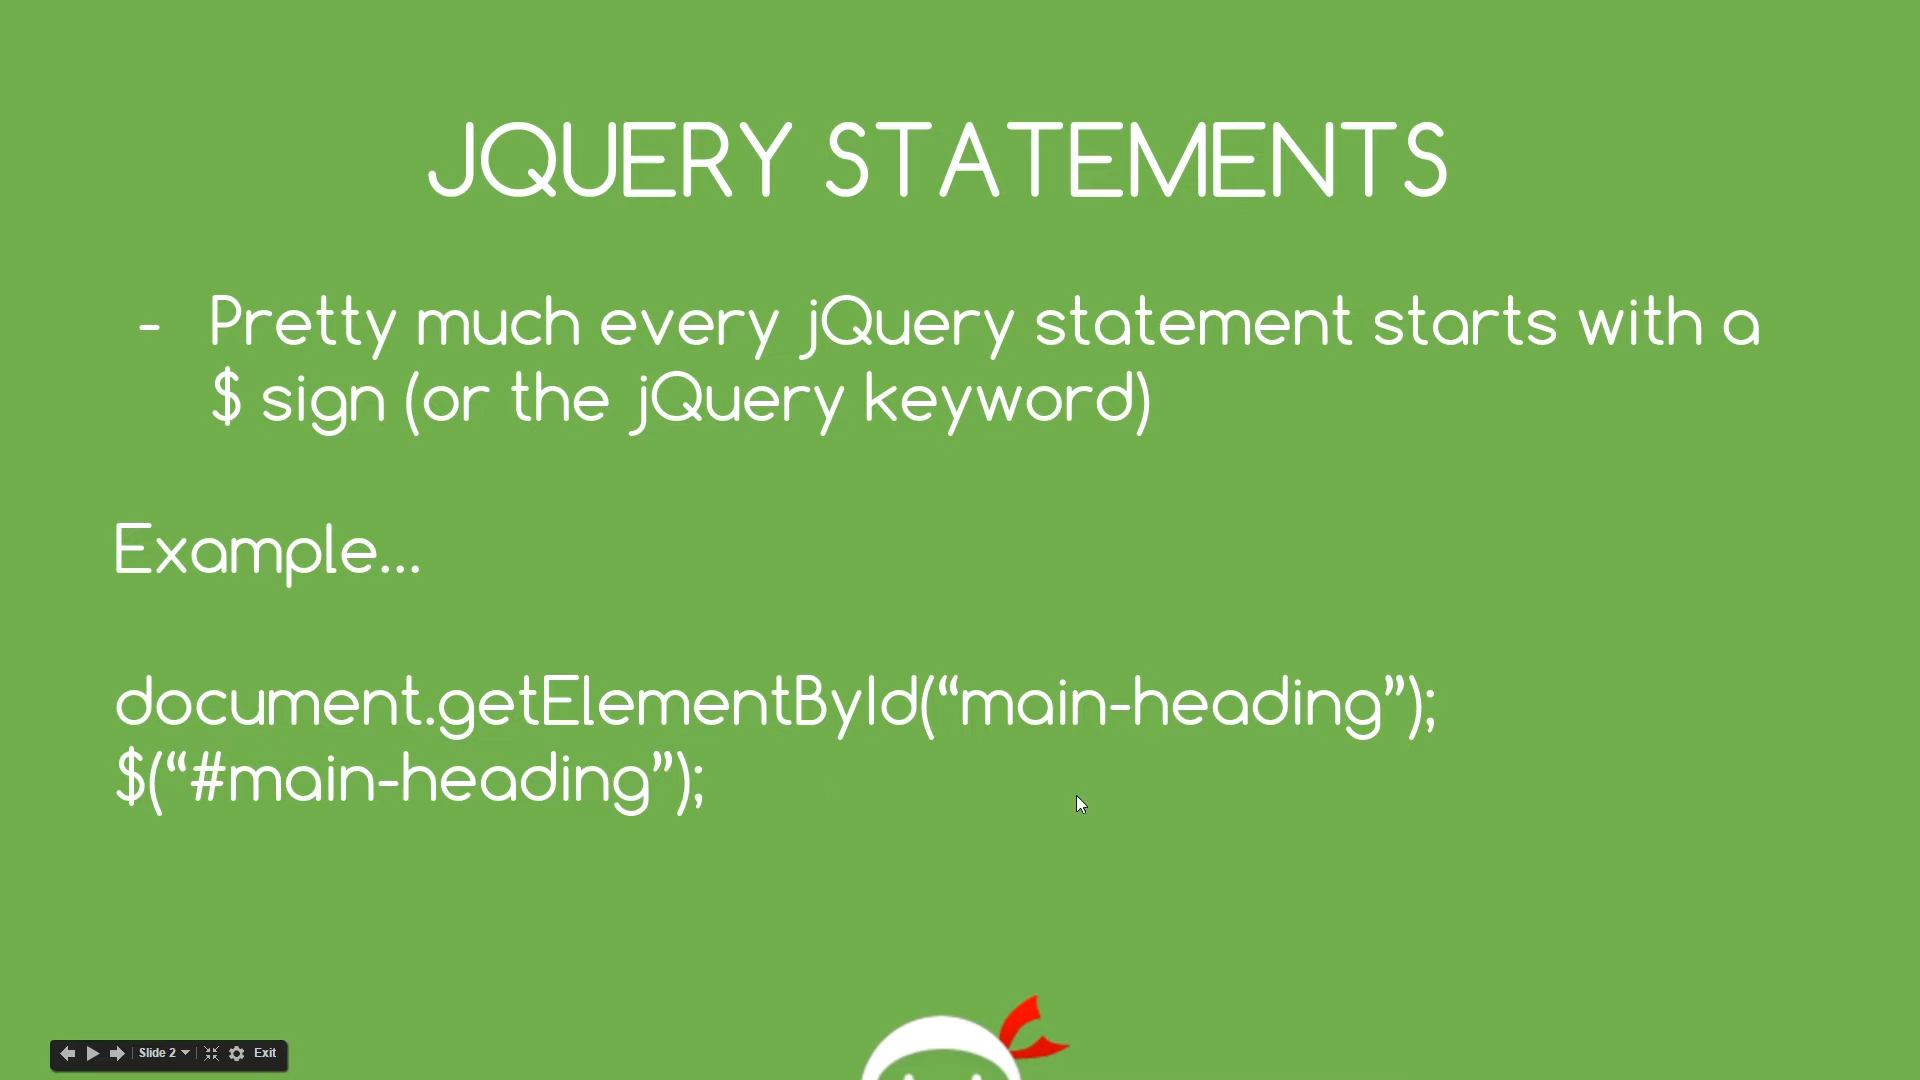 JQUERY STATEMENTS
- Pretty much every jQuery statement starts with a
$ sign (or the jQuery keyword)
Example...
document.getElementById(“main-heading”);
$(“#main-heading”);
Slide 2
Exit